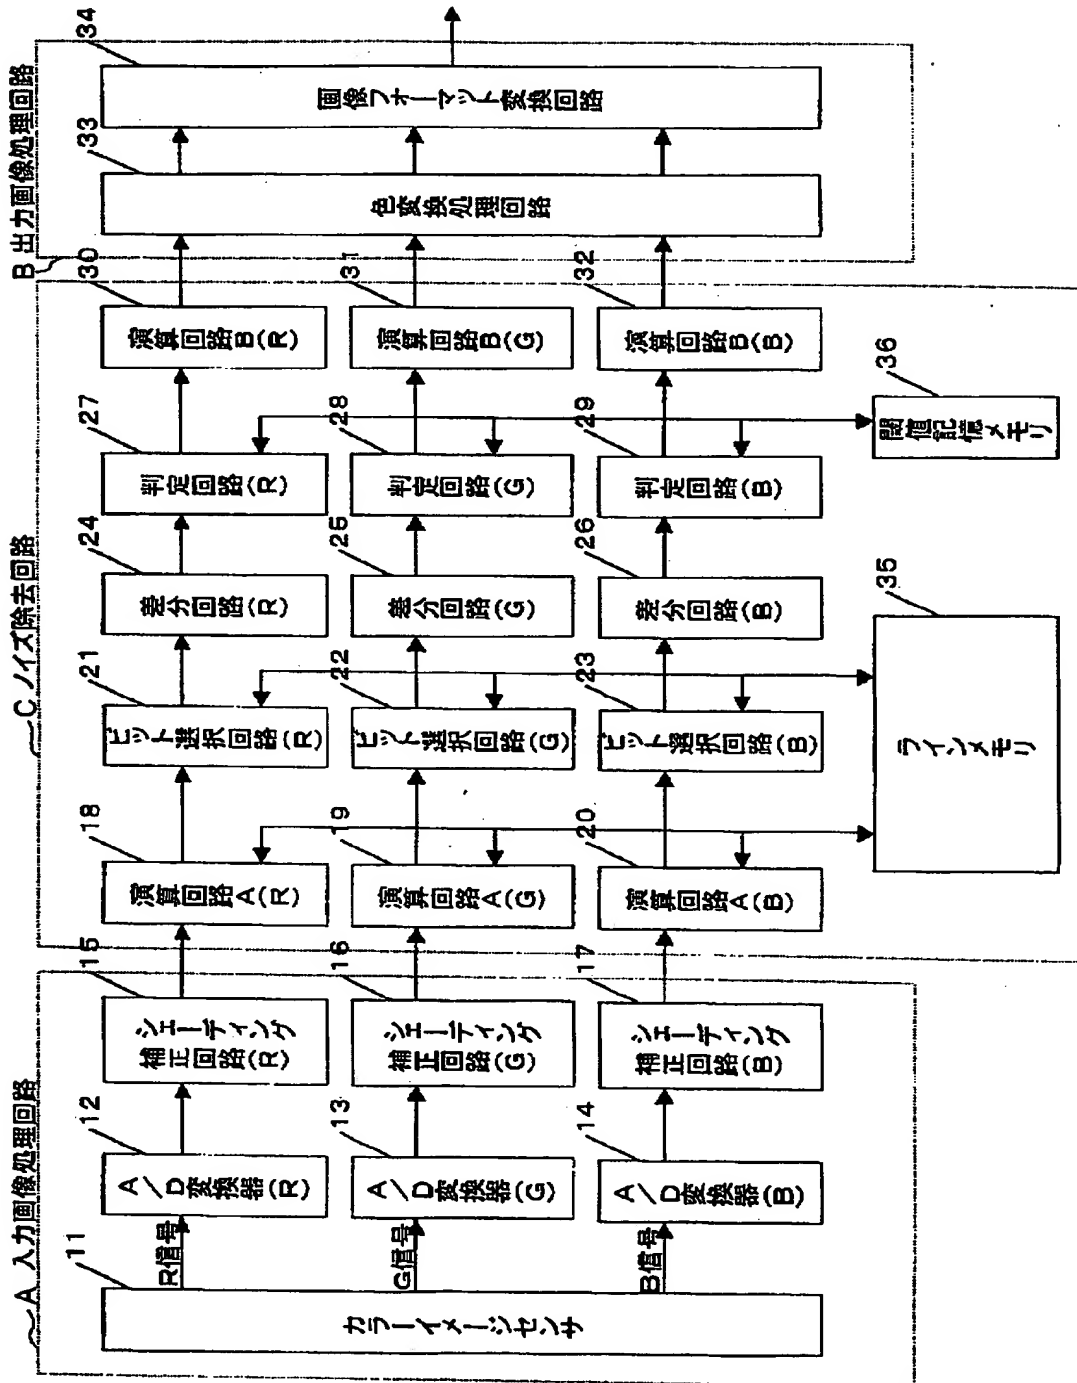 A 入力画像処理回路
11
カラーイメージセンサ
R信号
G信号
B信号
12
A/D変換器(R)
13
A/D変換器(G)
14
A/D変換器(B)
15
シェーディング
補正回路(R)
16
シェーディング
補正回路(G)
17
シェーディング
補正回路(B)
C ノイズ除去回路
18
演算回路A(R)
19
演算回路A(G)
20
演算回路A(B)
21
ビット選択回路(R)
22
ビット選択回路(G)
23
ビット選択回路(B)
24
差分回路(R)
25
差分回路(G)
26
差分回路(B)
27
判定回路(R)
28
判定回路(G)
29
判定回路(B)
30
演算回路B(R)
31
演算回路B(G)
32
演算回路B(B)
35
ラインメモリ
36
閾値記憶メモリ
B 出力画像処理回路
33
色変換処理回路
34
画像フォーマット変換回路